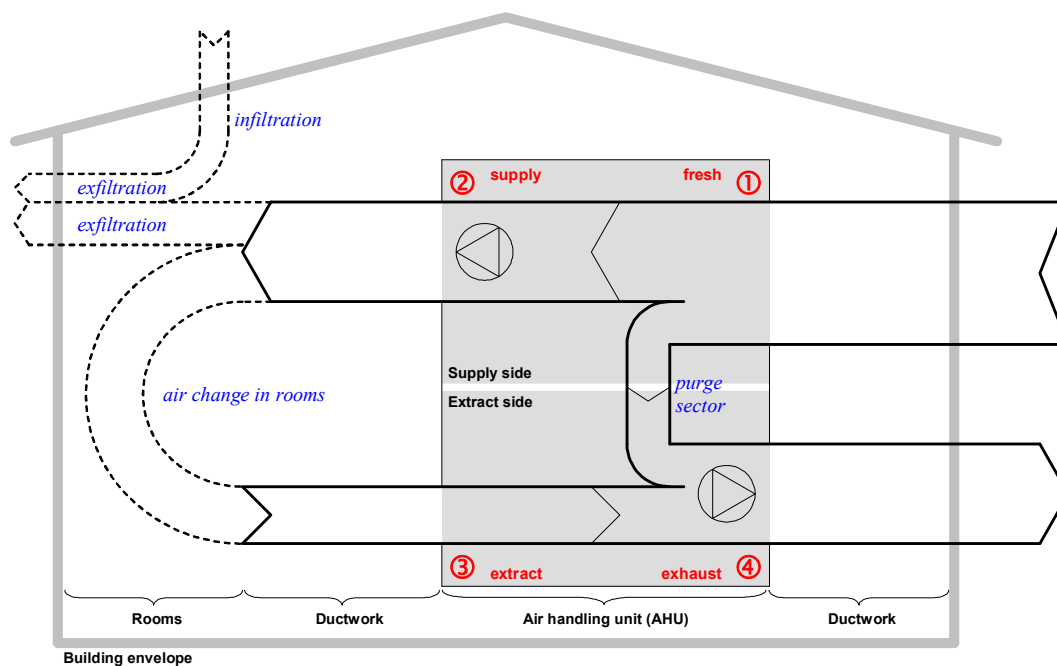 infiltration
exfiltration
exfiltration
② supply
fresh ①
Supply side
Extract side
air change in rooms
purge
sector
③ extract
exhaust ④
Rooms
Ductwork
Air handling unit (AHU)
Ductwork
Building envelope